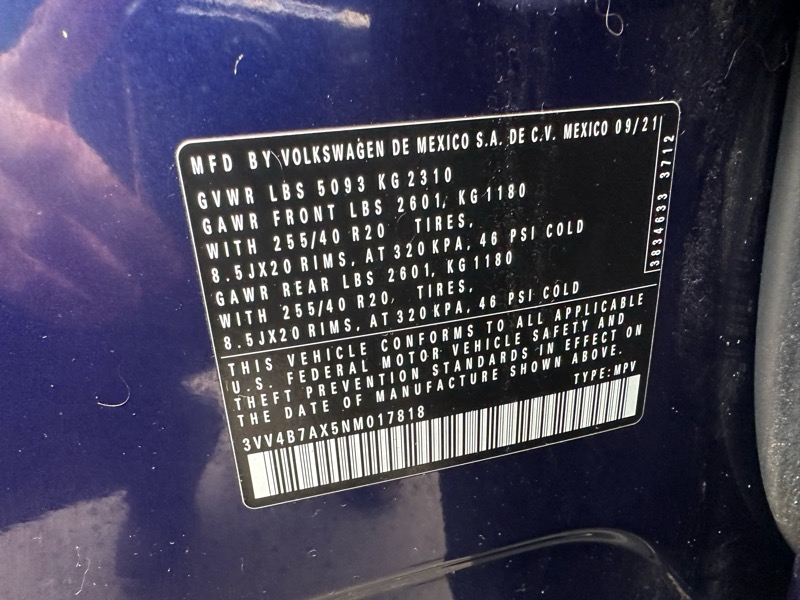 MFD BY VOLKSWAGEN DE MEXICO S.A. DE C.V. MEXICO 09/21
GVWR LBS 5093 KG 2310
GAWR FRONT LBS 2601, KG 1180
WITH 255/40 R20 TIRES,
8.5JX20 RIMS, AT 320 KPA, 46 PSI COLD
GAWR REAR LBS 2601, KG 1180
WITH 255/40 R20, TIRES,
8.5JX20 RIMS, AT 320 KPA, 46 PSI COLD
3834633 3712
THIS VEHICLE CONFORMS TO ALL APPLICABLE
U.S. FEDERAL MOTOR VEHICLE SAFETY AND
THEFT PREVENTION STANDARDS IN EFFECT ON
THE DATE OF MANUFACTURE SHOWN ABOVE.
TYPE: MPV
3VV4B7AX5NM017818